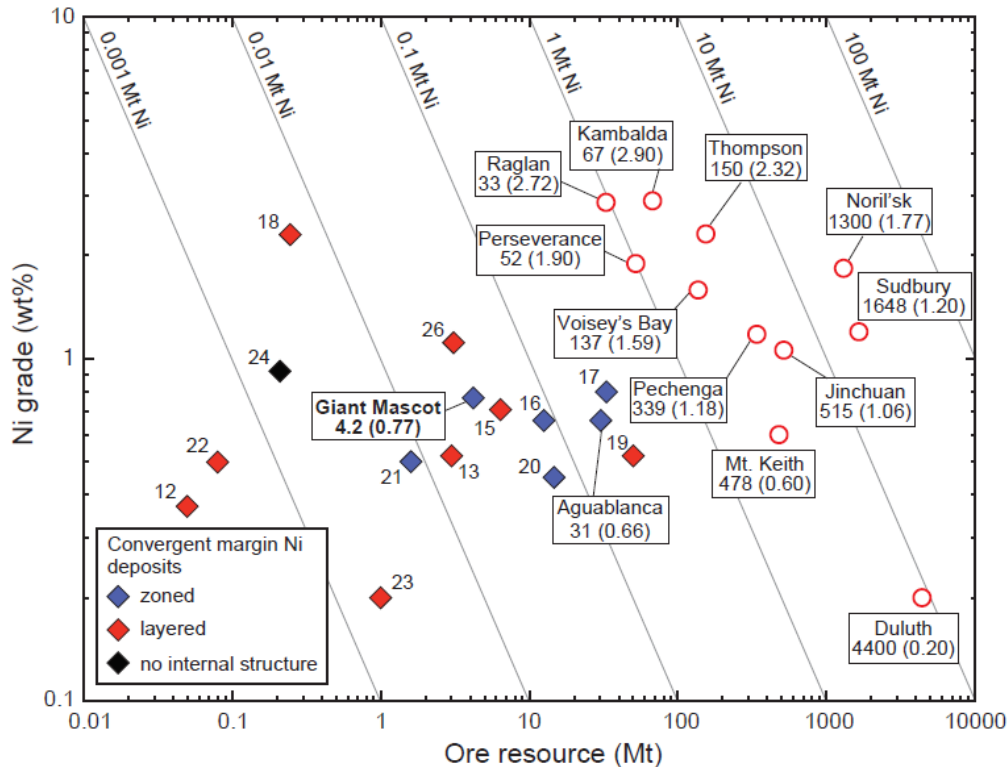 10
0.001 Mt Ni
0.01 Mt Ni
0.1 Mt Ni
1 Mt Ni
10 Mt Ni
100 Mt Ni
Kambalda
67 (2.90)
Raglan
33 (2.72)
Thompson
150 (2.32)
Noril'sk
1300 (1.77)
18
Perseverance
52 (1.90)
Sudbury
1648 (1.20)
Voisey's Bay
137 (1.59)
26
1
24
Giant Mascot
4.2 (0.77)
17
16
15
Pechenga
339 (1.18)
Jinchuan
515 (1.06)
22
21
13
20
19
Mt. Keith
478 (0.60)
12
Aguablanca
31 (0.66)
Convergent margin Ni
deposits
zoned
layered
no internal structure
23
Duluth
4400 (0.20)
0.1
0.01
0.1
1
10
100
1000
10000
Ni grade (wt%)
Ore resource (Mt)